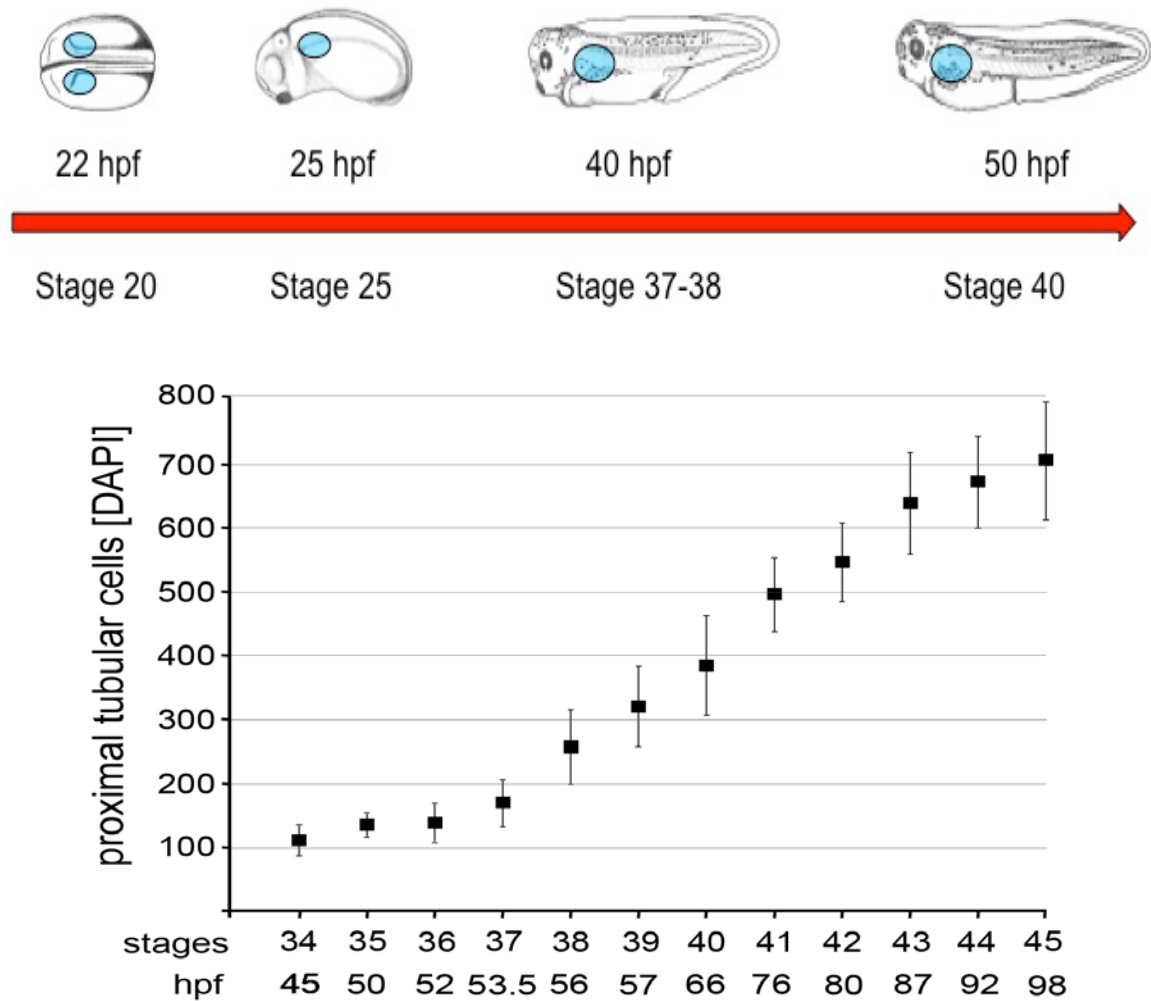 22 hpf 25 hpf 40 hpf 50 hpf
Stage 20 Stage 25 Stage 37-38 Stage 40
proximal tubular cells [DAPI]
800
700
600
500
400
300
200
100
stages 34 35 36 37 38 39 40 41 42 43 44 45
hpf 45 50 52 53.5 56 57 66 76 80 87 92 98